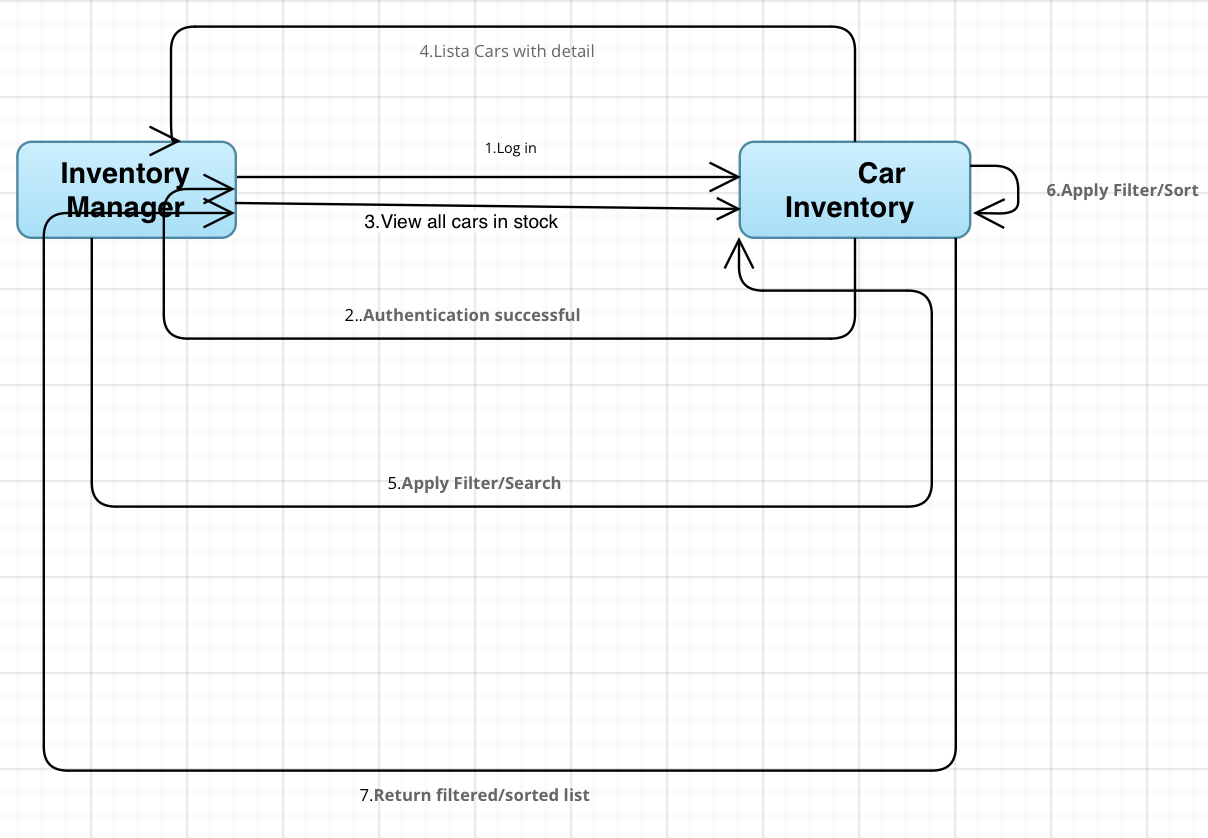 4.Lista Cars with detail
1.Log in
Inventory
Manager
Car
Inventory
6.Apply Filter/Sort
3.View all cars in stock
2..Authentication successful
5.Apply Filter/Search
7.Return filtered/sorted list